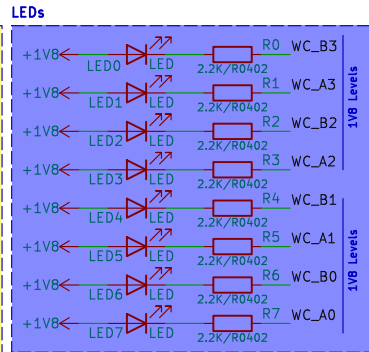 LEDs
+1V8 LED0 LED 2.2K/R0402 R0 WC_B3
+1V8 LED1 LED 2.2K/R0402 R1 WC_A3
+1V8 LED2 LED 2.2K/R0402 R2 WC_B2
+1V8 LED3 LED 2.2K/R0402 R3 WC_A2
1V8 Levels
+1V8 LED4 LED 2.2K/R0402 R4 WC_B1
+1V8 LED5 LED 2.2K/R0402 R5 WC_A1
+1V8 LED6 LED 2.2K/R0402 R6 WC_B0
+1V8 LED7 LED 2.2K/R0402 R7 WC_A0
1V8 Levels